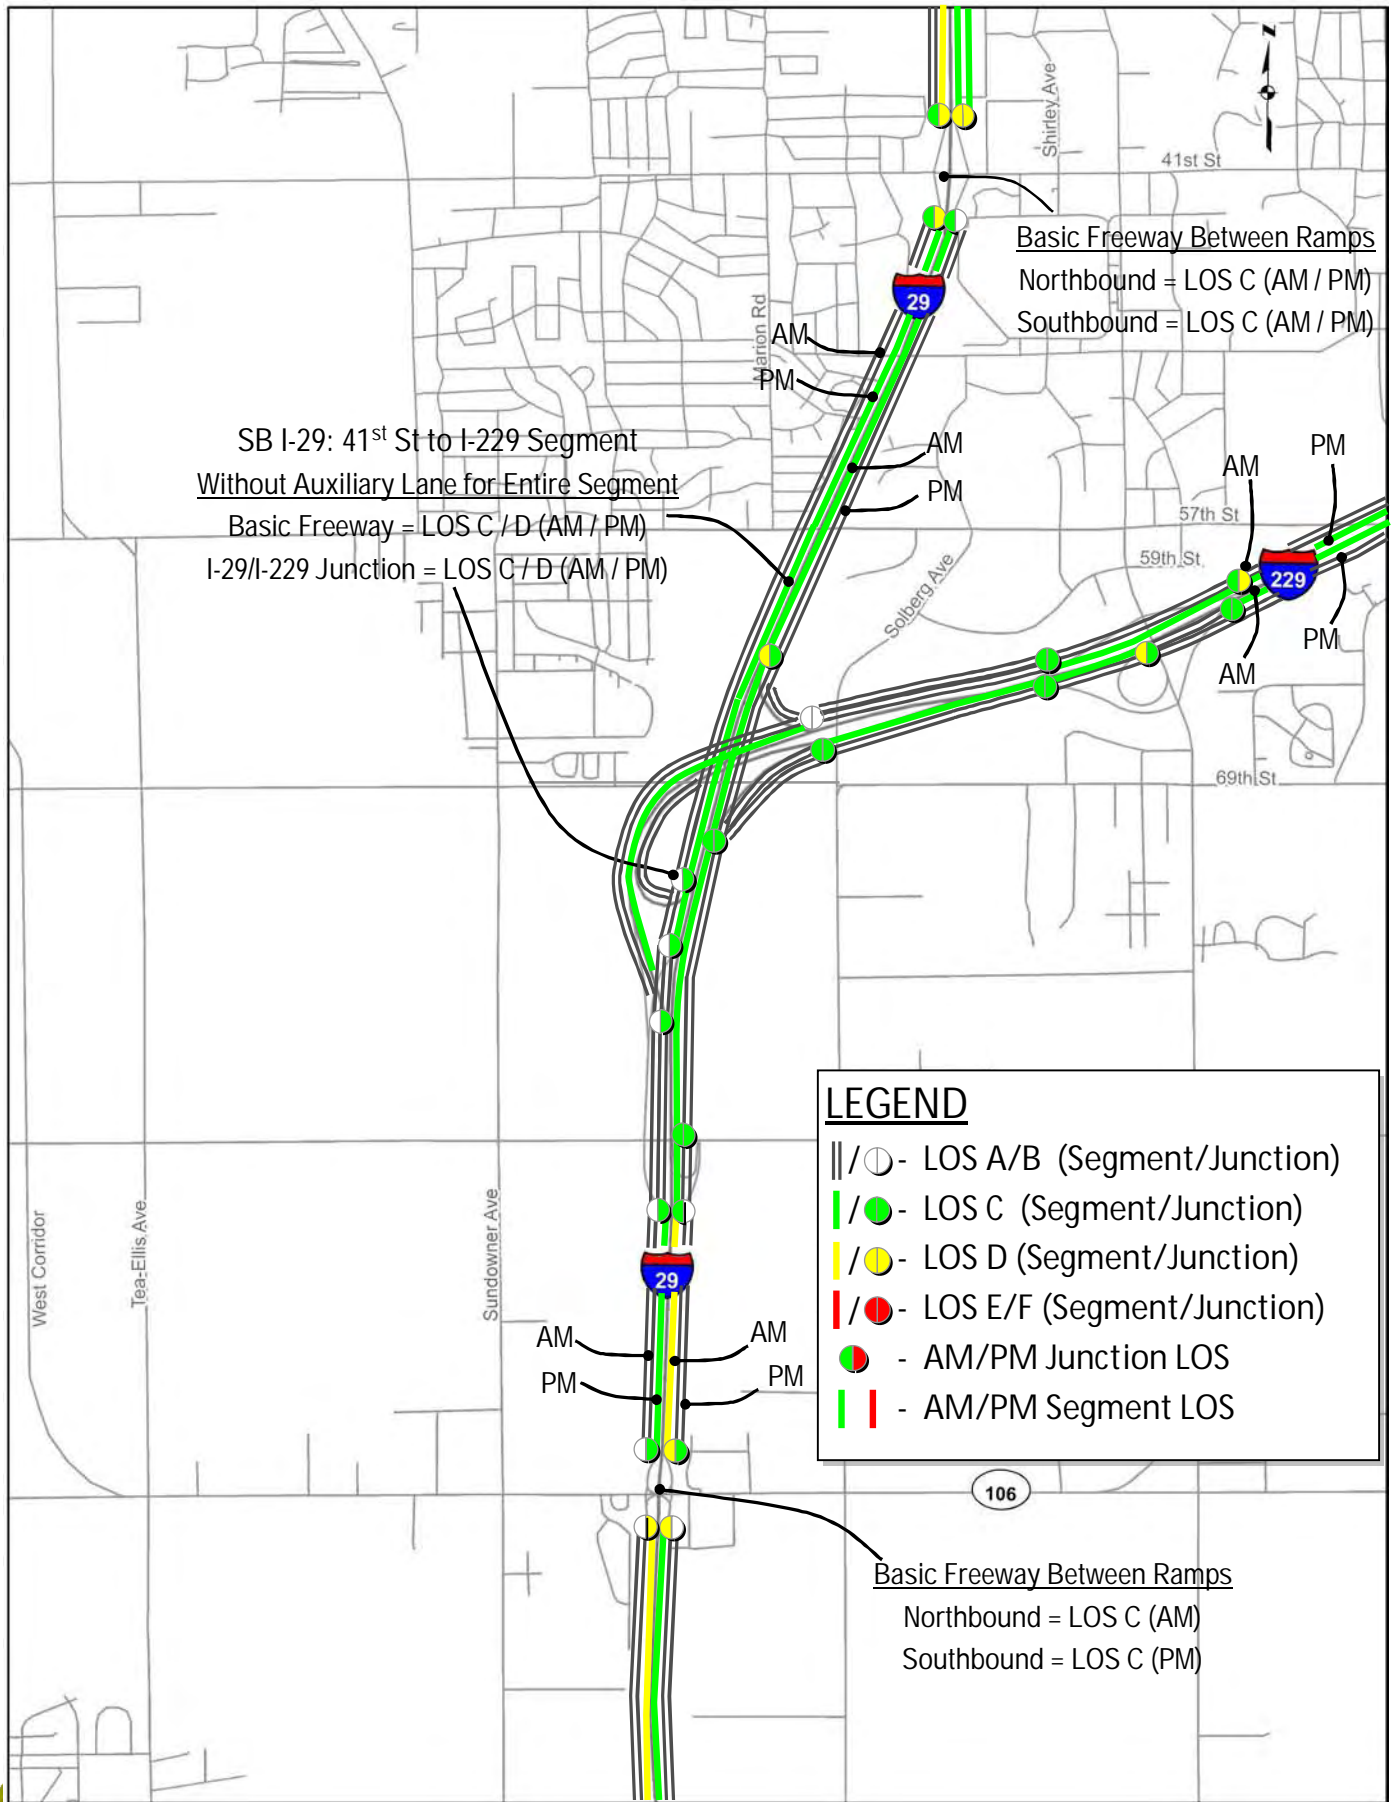 Z
Shirley Ave
41st St
Basic Freeway Between Ramps
Northbound = LOS C (AM / PM)
Southbound = LOS C (AM / PM)
29
Marion Rd
AM
PM
AM
PM
SB I-29: 41st St to I-229 Segment
Without Auxiliary Lane for Entire Segment
Basic Freeway = LOS C / D (AM / PM)
I-29/I-229 Junction = LOS C / D (AM / PM)
PM
AM
57th St
59th St
229
Solberg Ave
PM
AM
69th St
LEGEND
/ - LOS A/B (Segment/Junction)
/ - LOS C (Segment/Junction)
/ - LOS D (Segment/Junction)
/ - LOS E/F (Segment/Junction)
- AM/PM Junction LOS
- AM/PM Segment LOS
West Corridor
Tea-Ellis Ave
Sundowner Ave
29
AM
PM
AM
PM
106
Basic Freeway Between Ramps
Northbound = LOS C (AM)
Southbound = LOS C (PM)